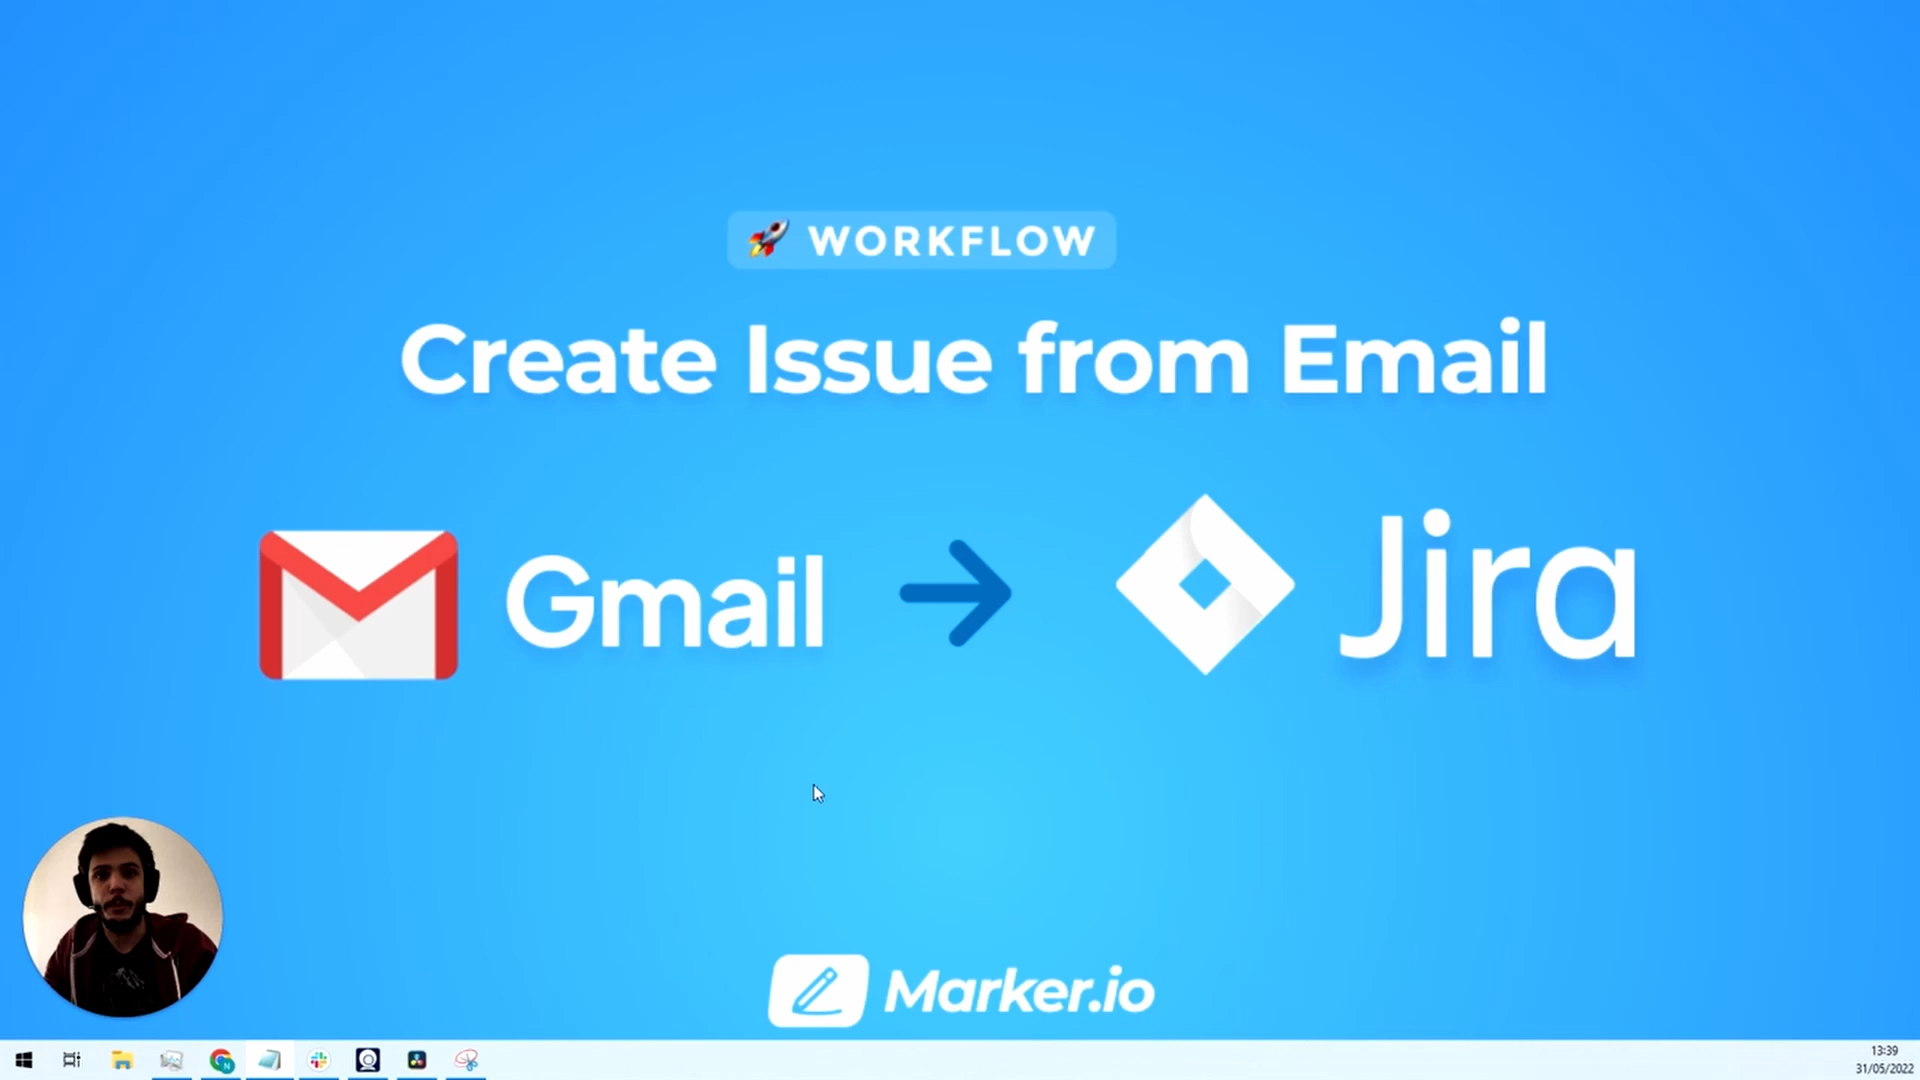 🚀 WORKFLOW
Create Issue from Email
Gmail → Jira
Marker.io
13:39
31/05/2022